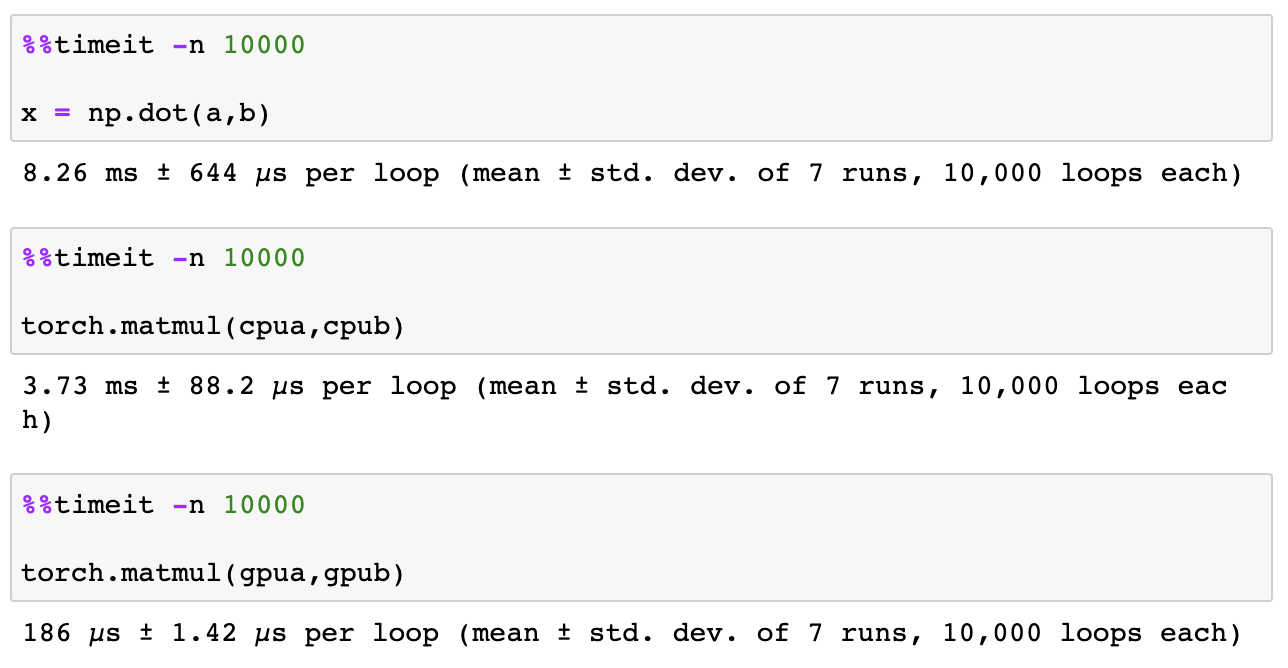 %%timeit -n 10000
x = np.dot(a,b)
8.26 ms ± 644 µs per loop (mean ± std. dev. of 7 runs, 10,000 loops each)
%%timeit -n 10000
torch.matmul(cpua,cpub)
3.73 ms ± 88.2 µs per loop (mean ± std. dev. of 7 runs, 10,000 loops eac
h)
%%timeit -n 10000
torch.matmul(gpua,gpub)
186 µs ± 1.42 µs per loop (mean ± std. dev. of 7 runs, 10,000 loops each)